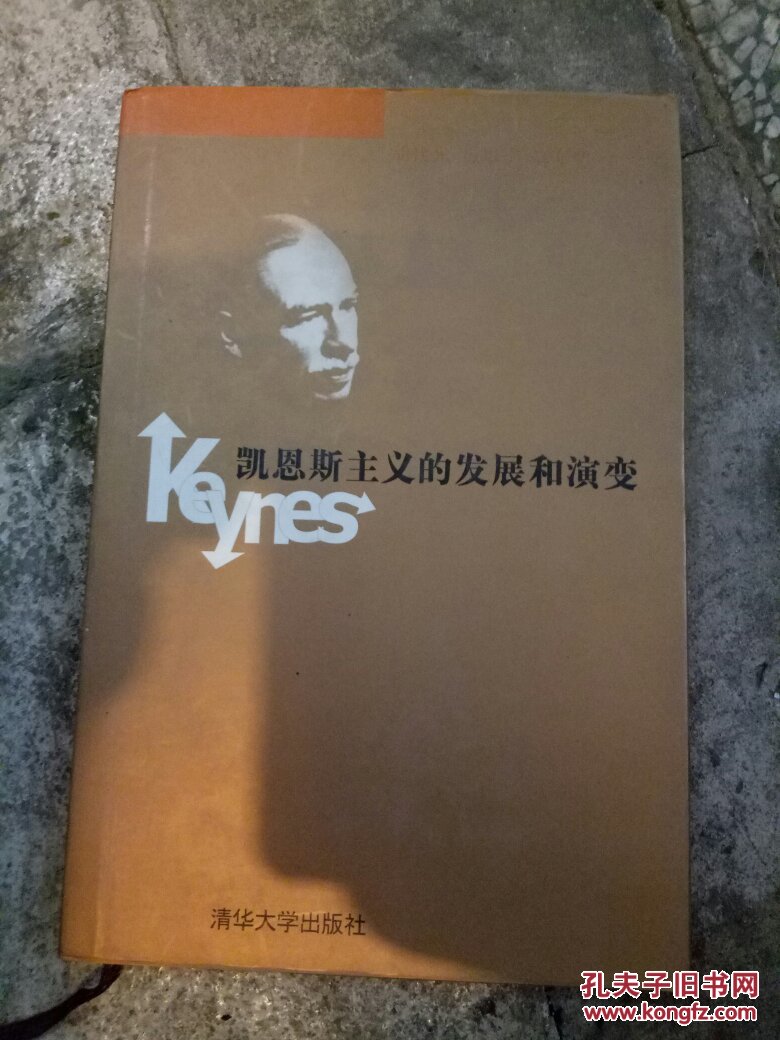 凯恩斯主义的发展和演变
Keynes
清华大学出版社
孔夫子旧书网
www.kongfz.com